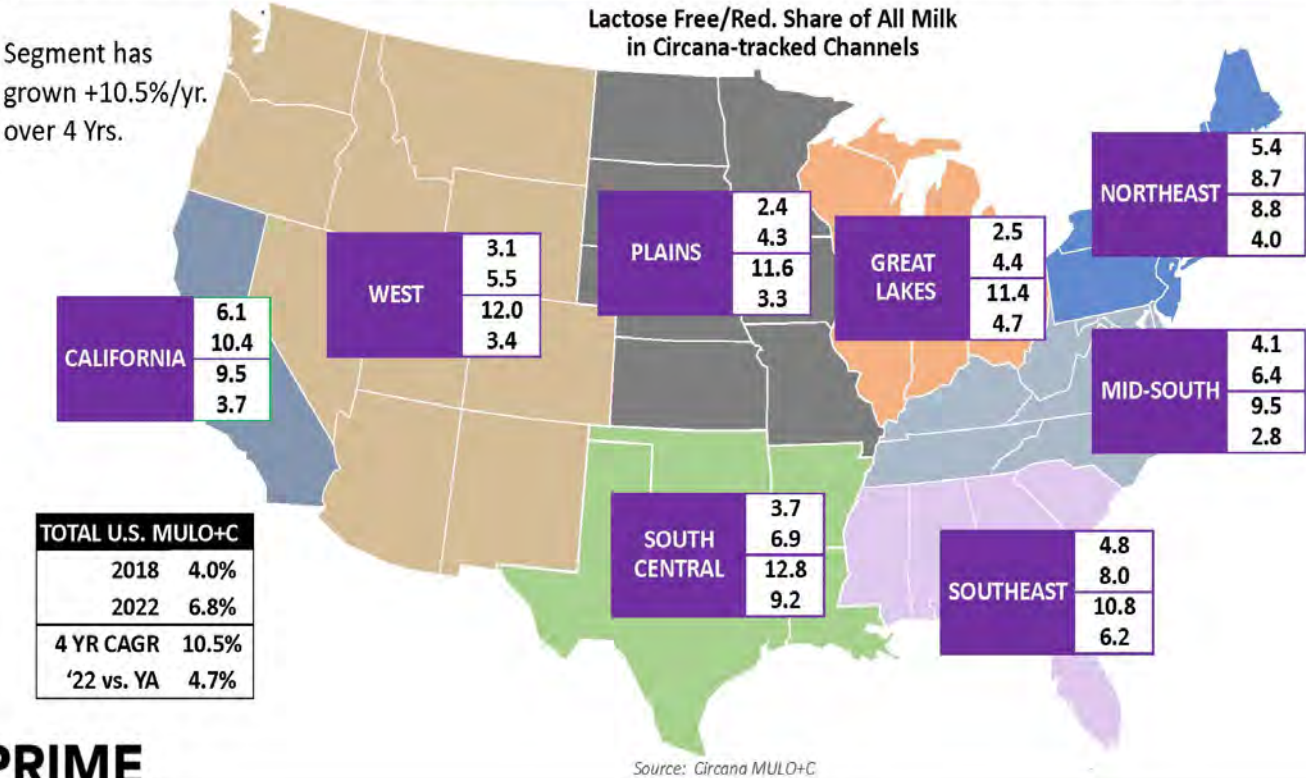 Lactose Free/Red. Share of All Milk
in Circana-tracked Channels
Segment has
grown +10.5%/yr.
over 4 Yrs.
NORTHEAST
5.4
8.7
8.8
4.0
PLAINS
2.4
4.3
11.6
3.3
GREAT
LAKES
2.5
4.4
11.4
4.7
WEST
3.1
5.5
12.0
3.4
CALIFORNIA
6.1
10.4
9.5
3.7
MID-SOUTH
4.1
6.4
9.5
2.8
SOUTH
CENTRAL
3.7
6.9
12.8
9.2
SOUTHEAST
4.8
8.0
10.8
6.2
TOTAL U.S. MULO+C
2018 4.0%
2022 6.8%
4 YR CAGR 10.5%
‘22 vs. YA 4.7%
PRIME
Source: Circana MULO+C